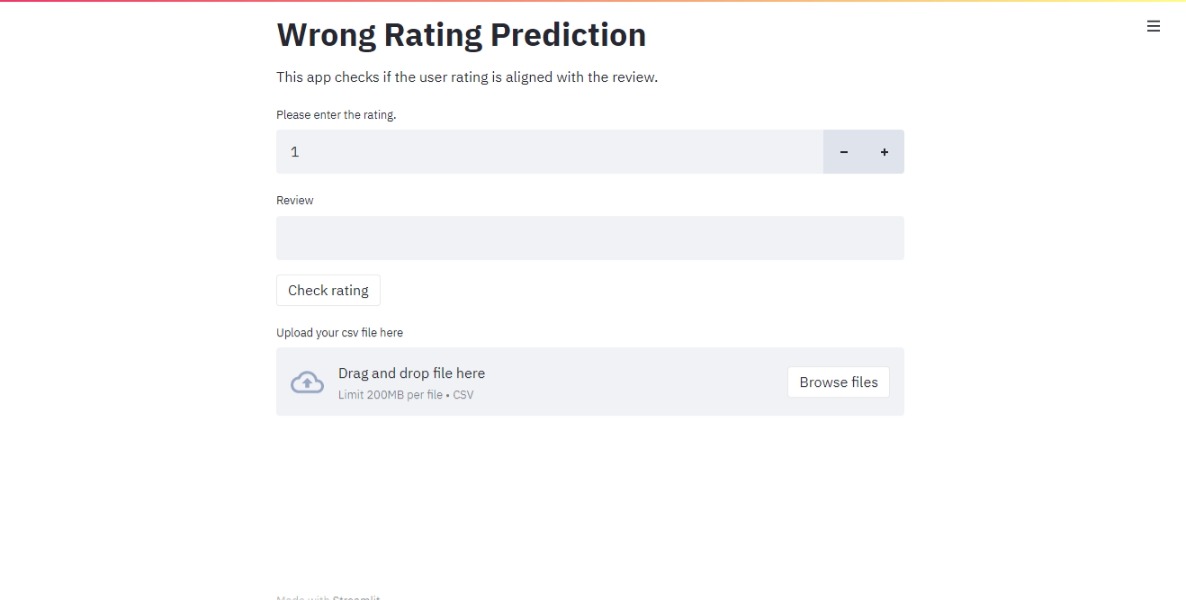 Wrong Rating Prediction
This app checks if the user rating is aligned with the review.
Please enter the rating.
1
− +
Review
Check rating
Upload your csv file here
Drag and drop file here
Limit 200MB per file • CSV
Browse files
Made with Streamlit